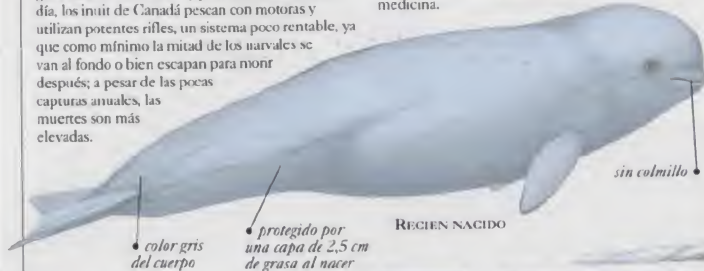 día, los inuit de Canadá pescan con motoras y
utilizan potentes rifles, un sistema poco rentable, ya
que como mínimo la mitad de los narvales se
van al fondo o bien escapan para morir
después; a pesar de las pocas
capturas anuales, las
muertes son más
elevadas.
medicina.
sin colmillo
RECIEN NACIDO
color gris
del cuerpo
protegido por
una capa de 2,5 cm
de grasa al nacer